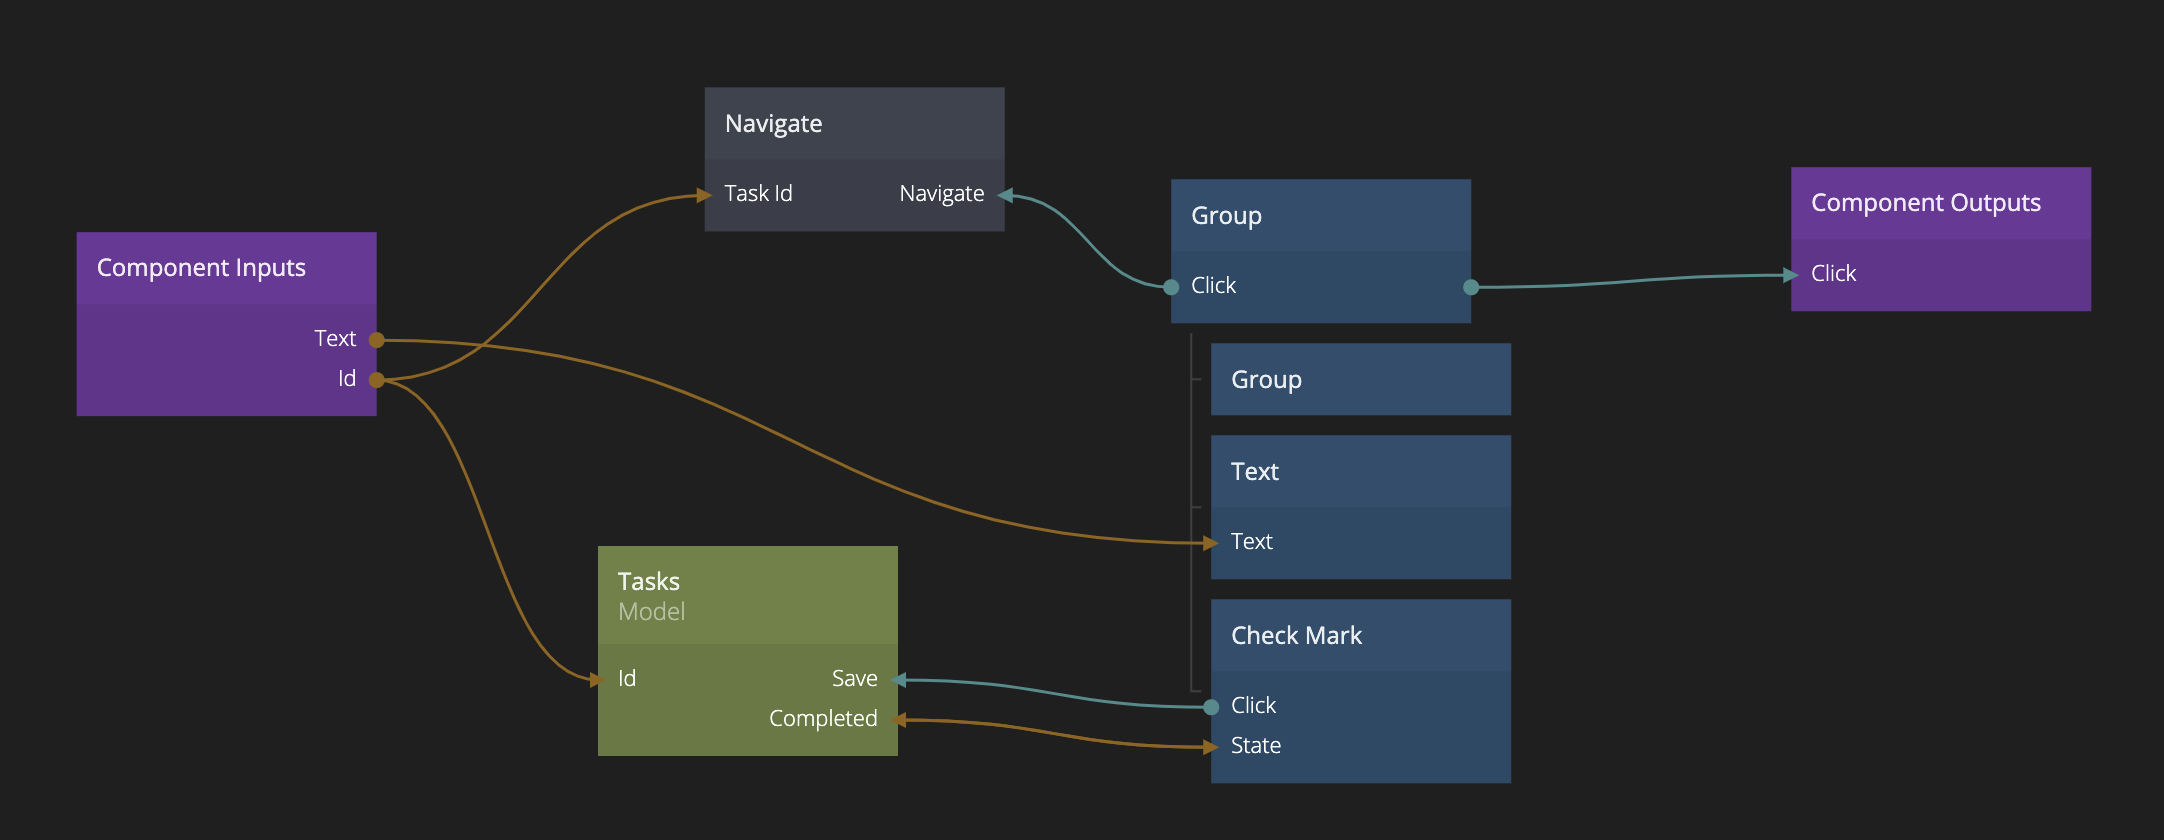 Component Inputs
Text
Id
Navigate
Task Id
Navigate
Tasks
Model
Id
Save
Completed
Group
Click
Group
Text
Text
Check Mark
Click
State
Component Outputs
Click